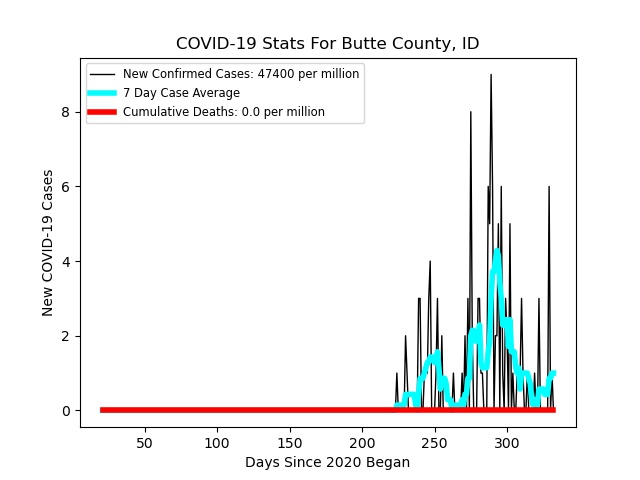 COVID-19 Stats For Butte County, ID
New Confirmed Cases: 47400 per million
7 Day Case Average
Cumulative Deaths: 0.0 per million
New COVID-19 Cases
8
6
4
2
0
50 100 150 200 250 300
Days Since 2020 Began